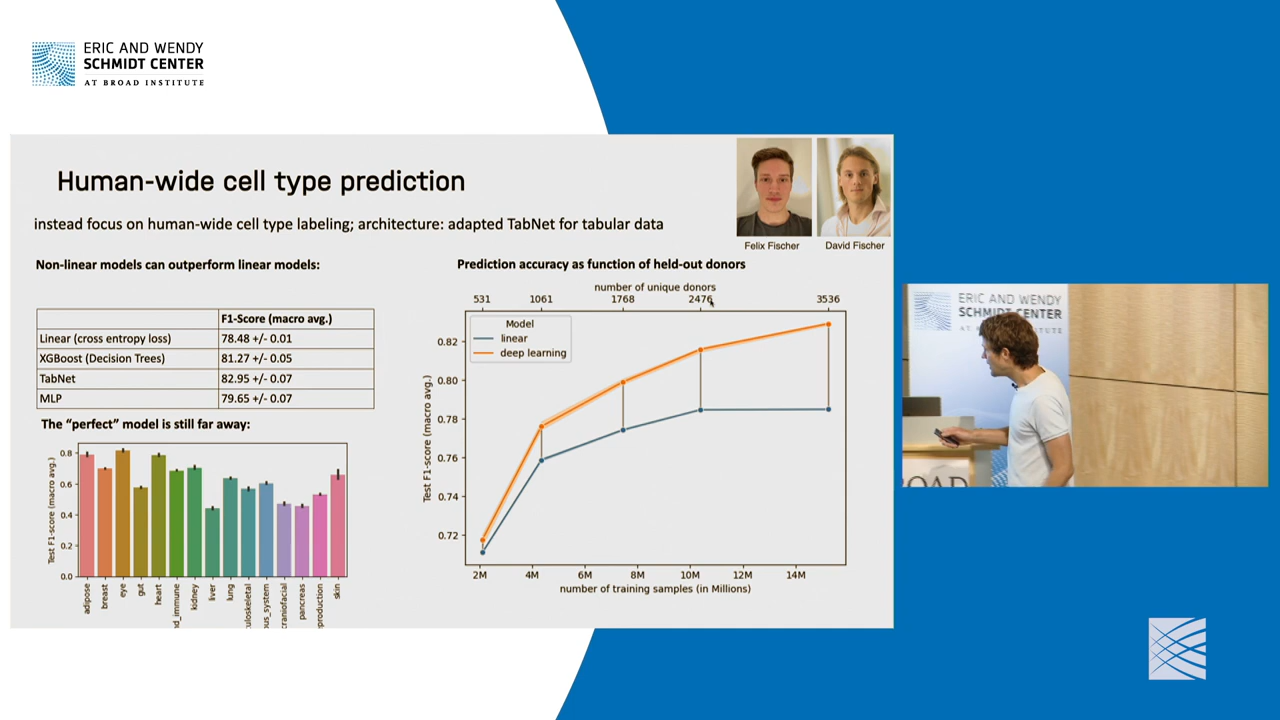 ERIC AND WENDY
SCHMIDT CENTER
AT BROAD INSTITUTE
Human-wide cell type prediction
instead focus on human-wide cell type labeling; architecture: adapted TabNet for tabular data
Felix Fischer
David Fischer
Non-linear models can outperform linear models:
F1-Score (macro avg.)
Linear (cross entropy loss) 78.48 +/- 0.01
XGBoost (Decision Trees) 81.27 +/- 0.05
TabNet 82.95 +/- 0.07
MLP 79.65 +/- 0.07
The “perfect” model is still far away:
Test F1-score (macro avg.)
0.8
0.6
0.4
0.2
0.0
adipose
breast
eye
gut
heart
nd_immune
kidney
liver
lung
uloskeletal
ous_system
craniofacial
pancreas
production
skin
Prediction accuracy as function of held-out donors
number of unique donors
531 1061 1768 2476 3536
Model
linear
deep learning
Test F1-score (macro avg.)
0.82
0.80
0.78
0.76
0.74
0.72
2M 4M 6M 8M 10M 12M 14M
number of training samples (in Millions)
ERIC AND WENDY
SCHMIDT CENTER
INSTITUTE
ROAD